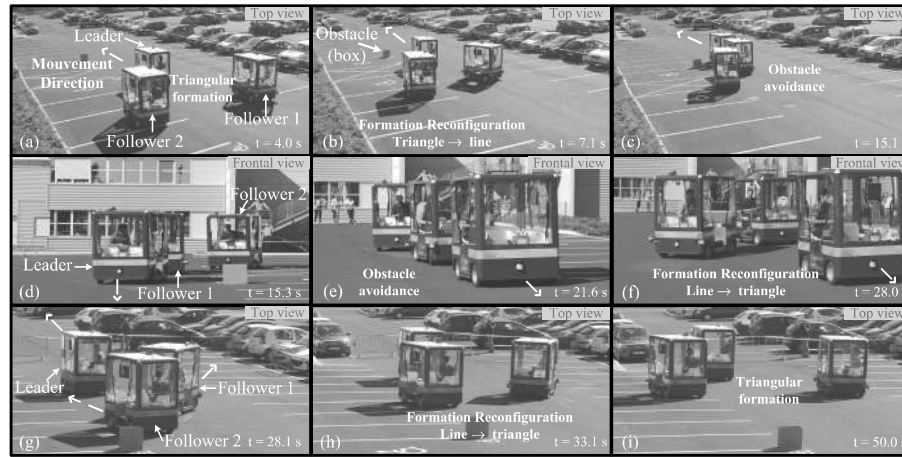 Top view
Leader
Mouvement
Direction
Triangular
formation
Follower 1
Follower 2
(a)
t = 4.0 s
Top view
Obstacle
(box)
Formation Reconfiguration
Triangle → line
(b)
t = 7.1 s
Top view
Obstacle
avoidance
(c)
t = 15.1
Frontal view
Follower 2
Leader
Follower 1
(d)
t = 15.3 s
Frontal view
Obstacle
avoidance
(e)
t = 21.6 s
Frontal view
Formation Reconfiguration
Line → triangle
(f)
t = 28.0
Top view
Leader
Follower 1
Follower 2
(g)
t = 28.1 s
Top view
Formation Reconfiguration
Line → triangle
(h)
t = 33.1 s
Top view
Triangular
formation
(i)
t = 50.0